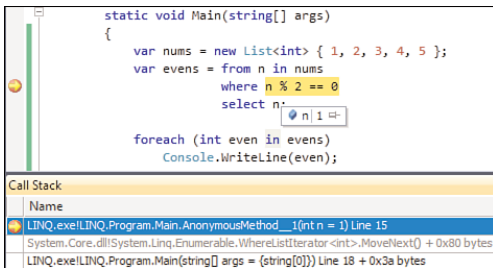 static void Main(string[] args)
{
var nums = new List<int> { 1, 2, 3, 4, 5 };
var evens = from n in nums
where n % 2 == 0
select n;
n 1
foreach (int even in evens)
Console.WriteLine(even);
Call Stack
Name
LINQ.exe!LINQ.Program.Main.AnonymousMethod__1(int n = 1) Line 15
System.Core.dll!System.Linq.Enumerable.WhereListIterator<int>.MoveNext() + 0x80 bytes
LINQ.exe!LINQ.Program.Main(string[] args = {string[0]}) Line 18 + 0x3a bytes